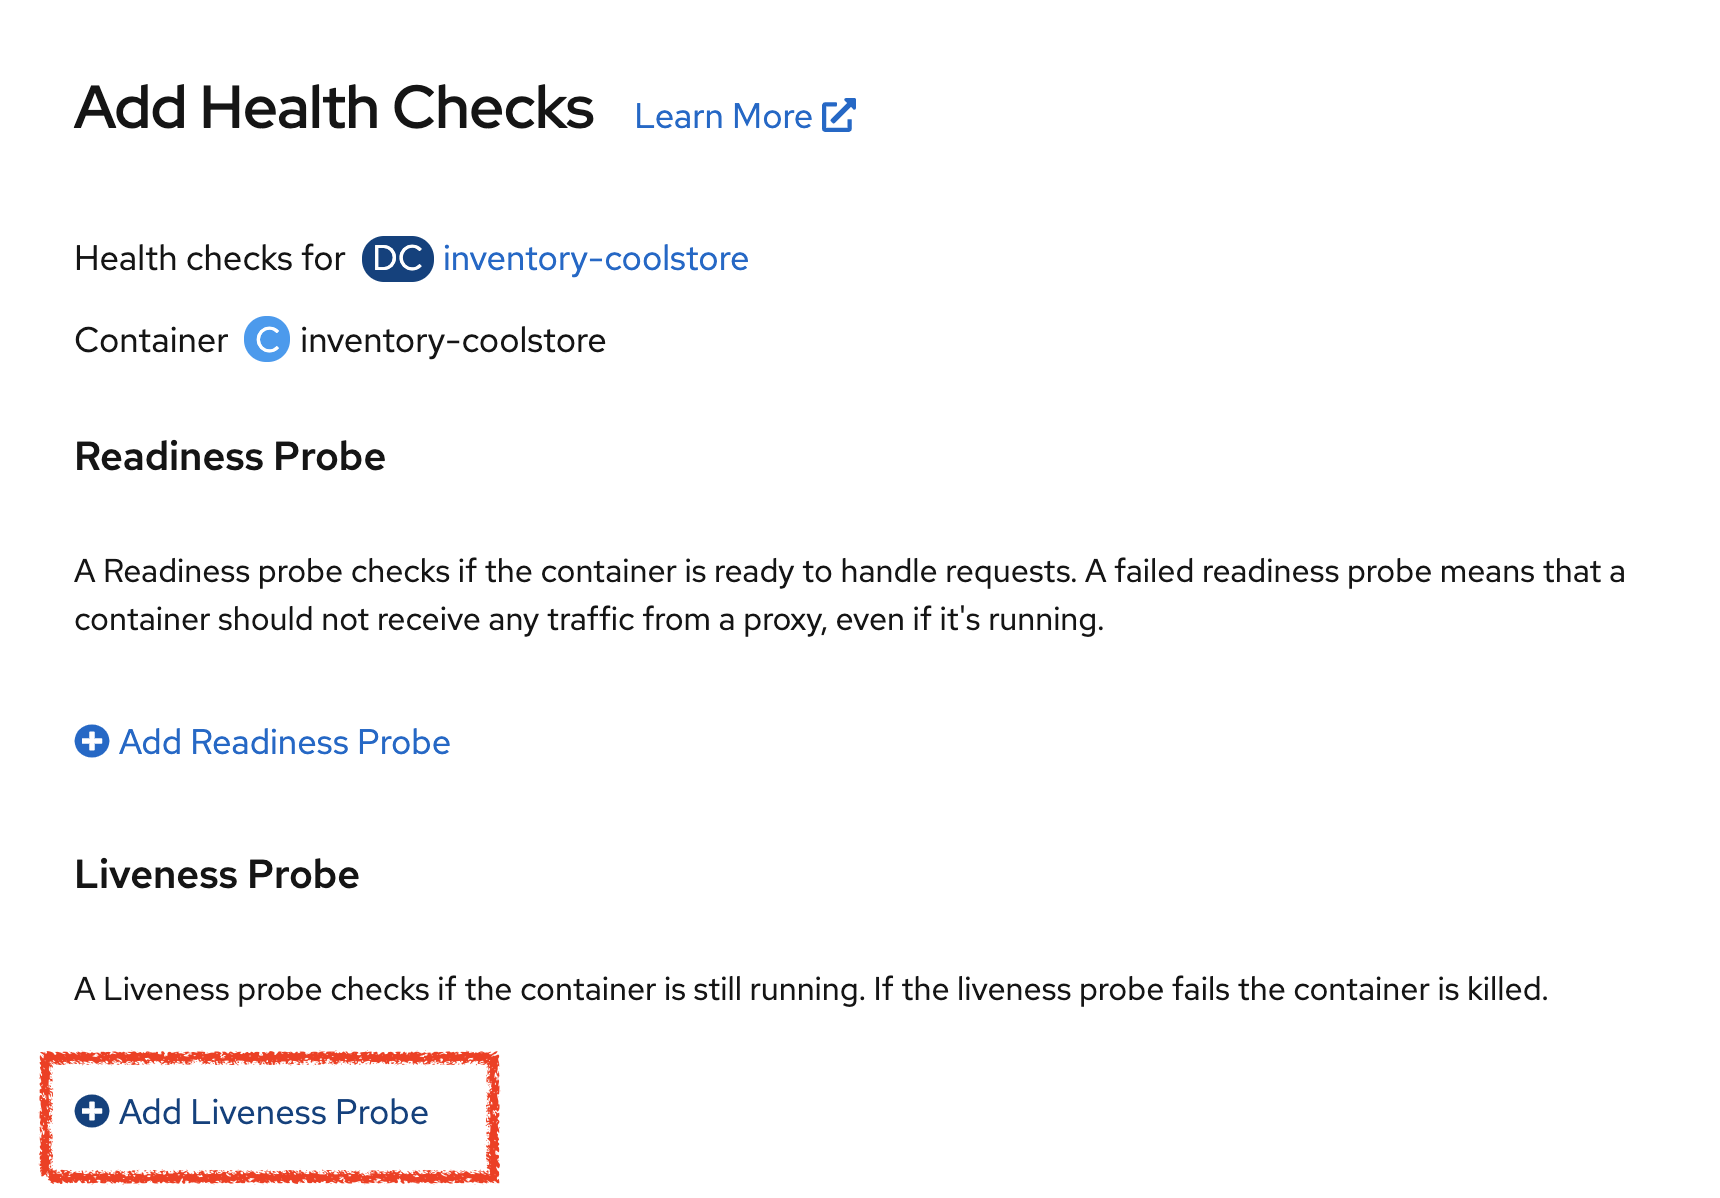 Add Health Checks Learn More
Health checks for DC inventory-coolstore
Container C inventory-coolstore
Readiness Probe
A Readiness probe checks if the container is ready to handle requests. A failed readiness probe means that a
container should not receive any traffic from a proxy, even if it's running.
Add Readiness Probe
Liveness Probe
A Liveness probe checks if the container is still running. If the liveness probe fails the container is killed.
Add Liveness Probe